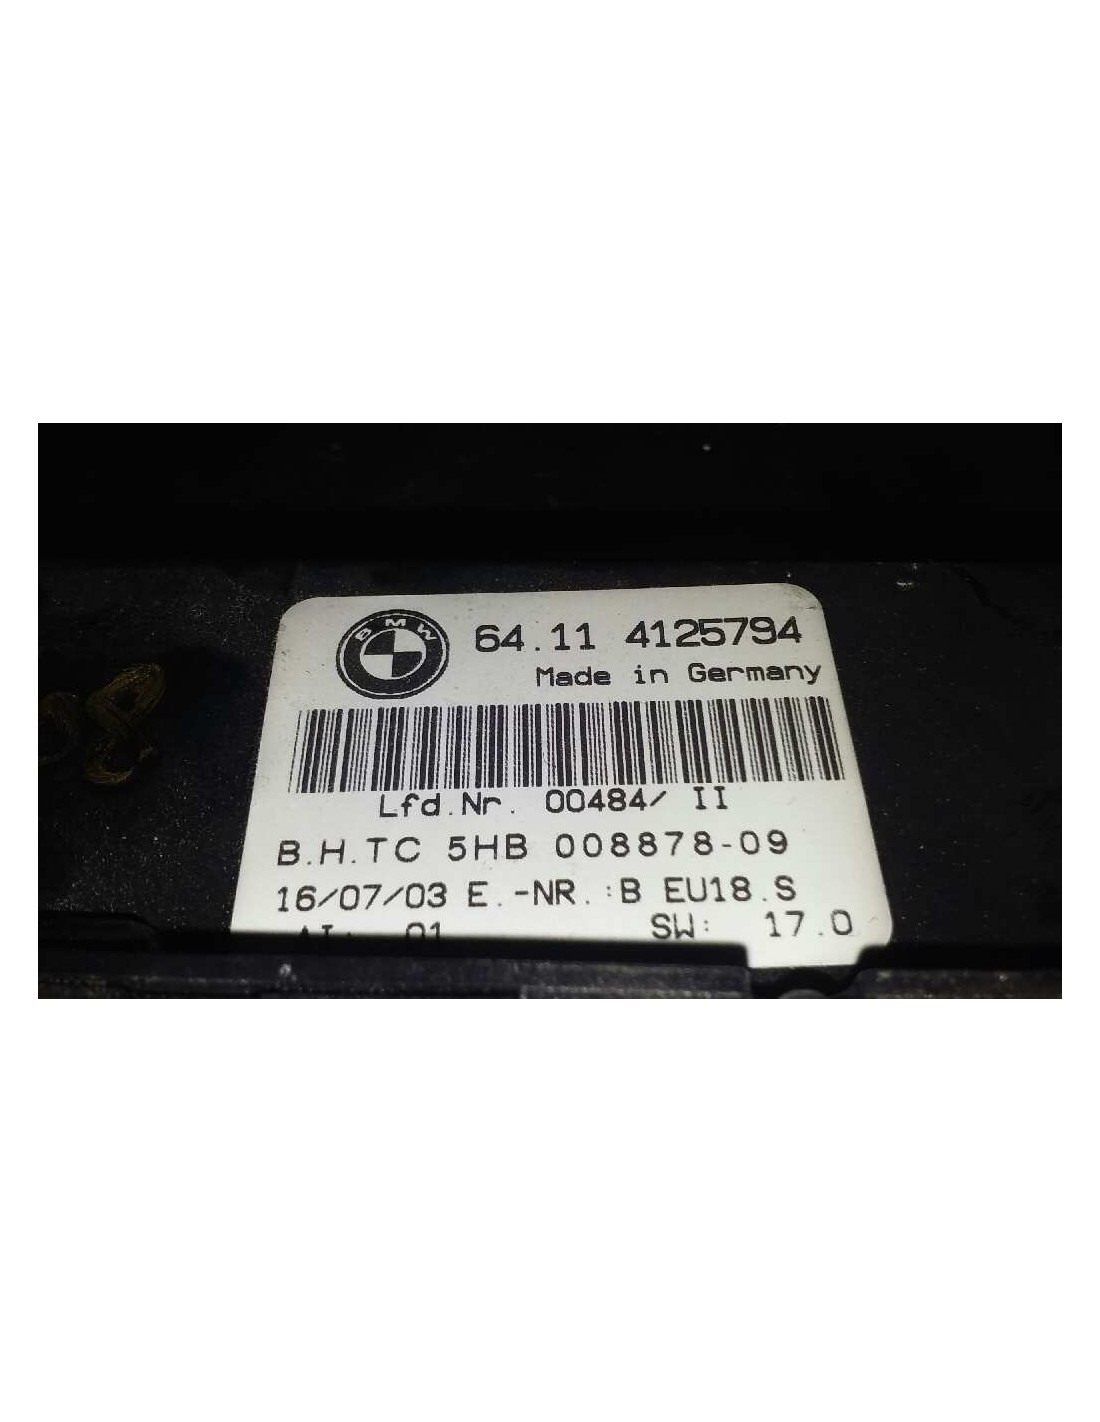 BMW
64.11 4125794
Made in Germany
Lfd.Nr. 00484/ II
B.H.TC 5HB 008878-09
16/07/03 E.-NR.:B EU18.S
01 SW: 17.0